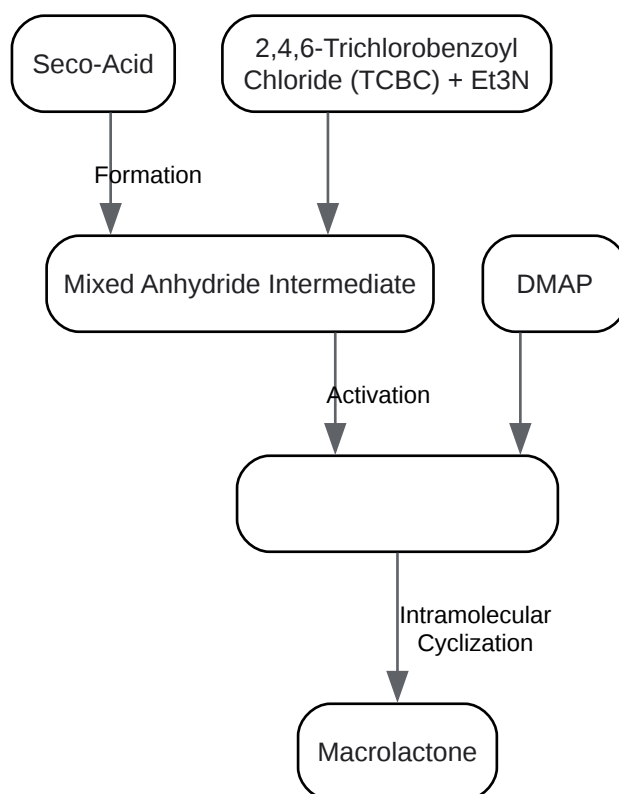 Seco-Acid
2,4,6-Trichlorobenzoyl
Chloride (TCBC) + Et3N
Formation
Mixed Anhydride Intermediate
DMAP
Activation
Intramolecular
Cyclization
Macrolactone